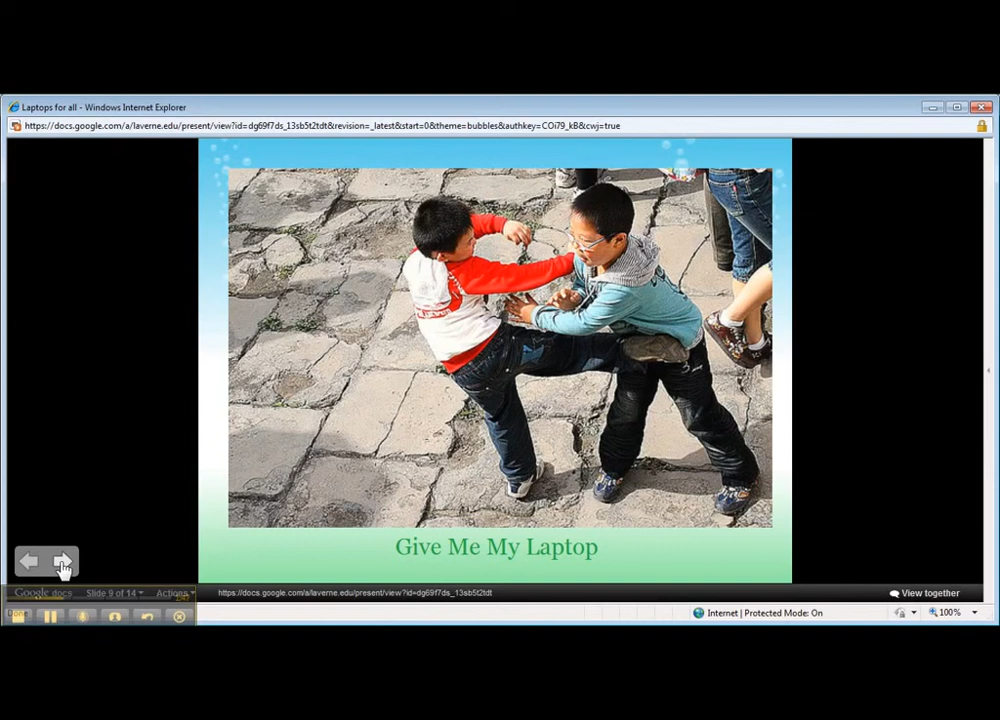 Laptops for all - Windows Internet Explorer
https://docs.google.com/a/laverne.edu/present/view?id=dg69f7ds_13sb5t2tdt&revision=_latest&start=0&theme=bubbles&authkey=COi79_kB&cwj=true
Give Me My Laptop
Google docs Slide 9 of 14 Actions https://docs.google.com/present/view?id=dg69f7ds_13sb5t2tdt View together
Internet | Protected Mode: On 100%